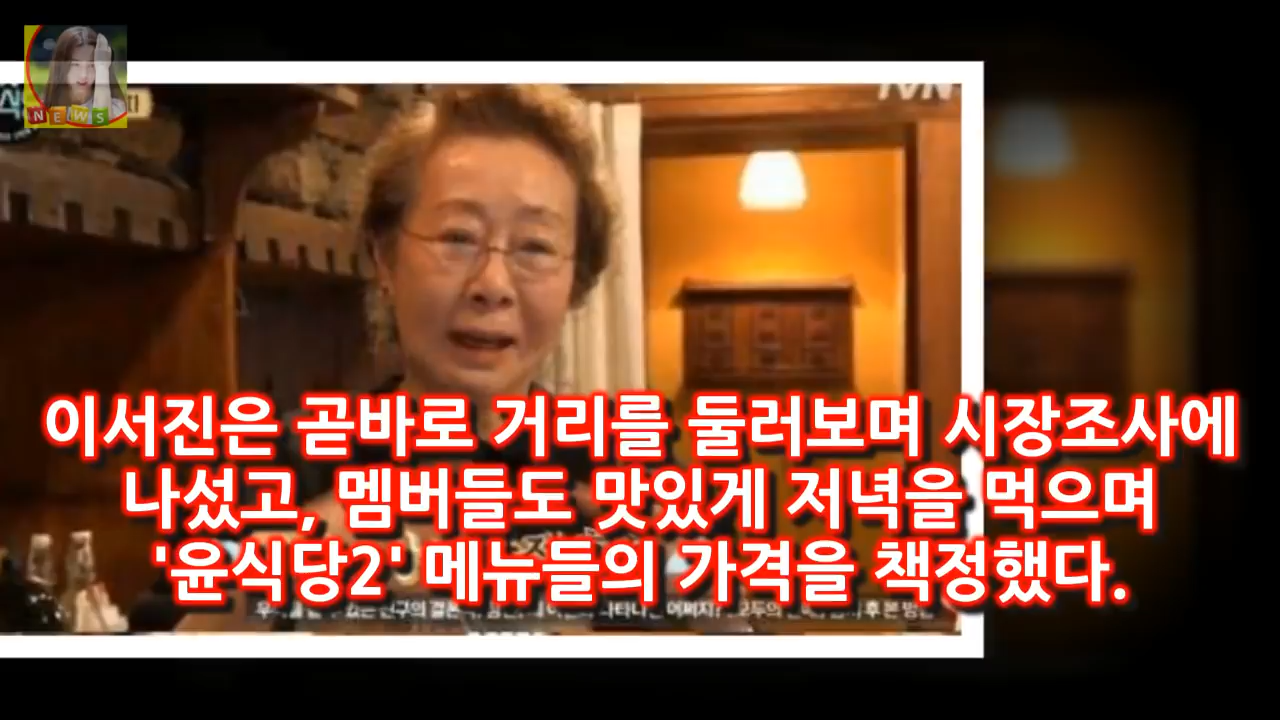 NEWS
tvN
이서진은 곧바로 거리를 둘러보며 시장조사에
나섰고, 멤버들도 맛있게 저녁을 먹으며
'윤식당2' 메뉴들의 가격을 책정했다.